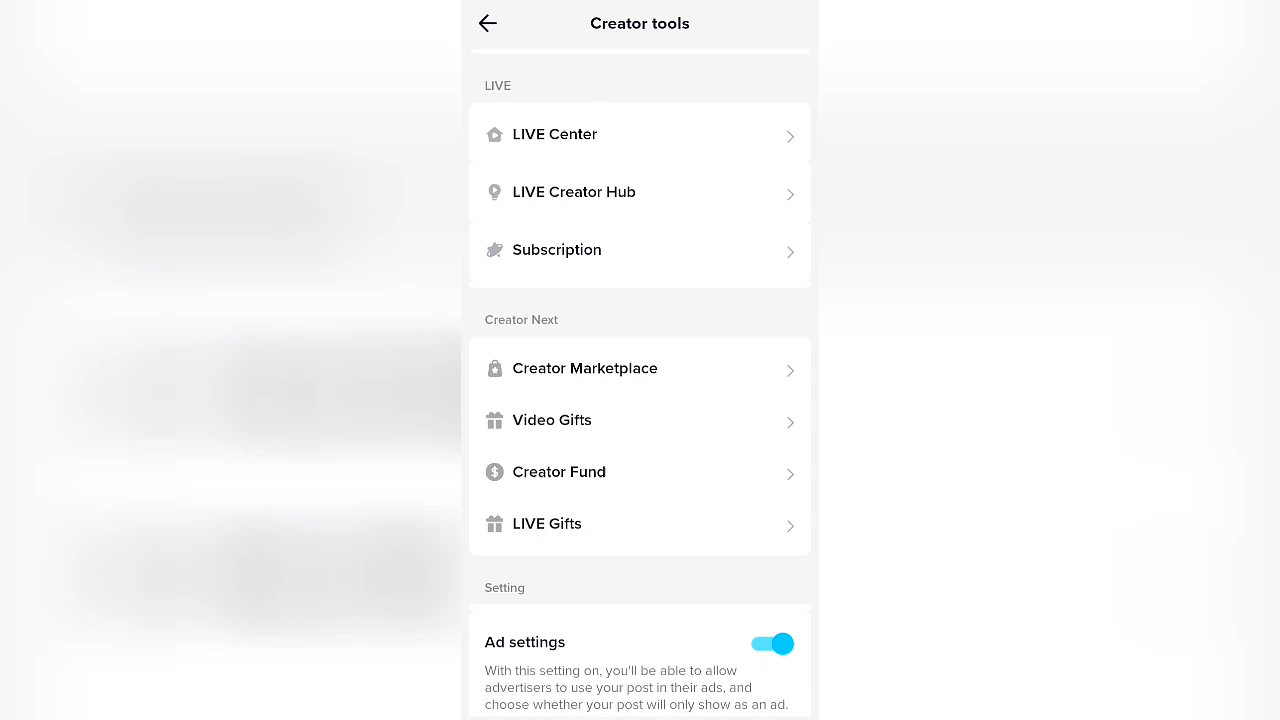 Creator tools
LIVE
LIVE Center
LIVE Creator Hub
Subscription
Creator Next
Creator Marketplace
Video Gifts
Creator Fund
LIVE Gifts
Setting
Ad settings
With this setting on, you'll be able to allow
advertisers to use your post in their ads, and
choose whether your post will only show as an ad.